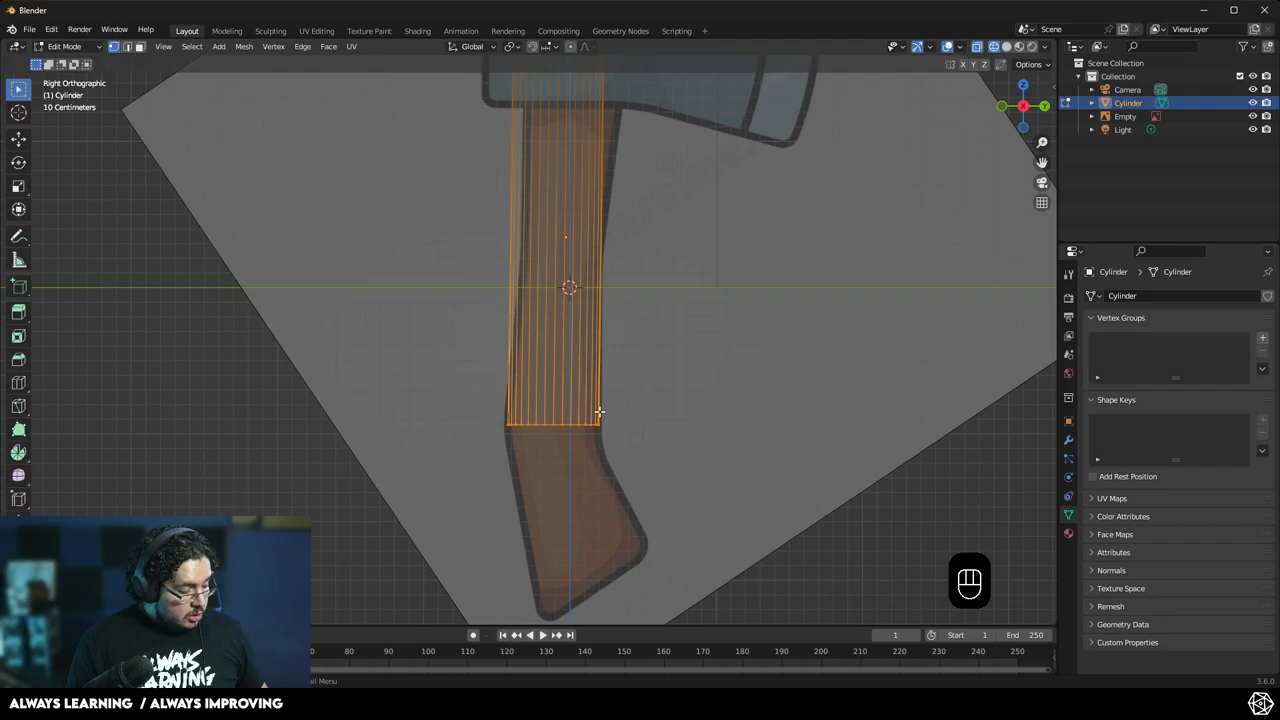 Blender
File Edit Render Window Help
Layout Modeling Sculpting UV Editing Texture Paint Shading Animation Rendering Compositing Geometry Nodes Scripting +
Scene
ViewLayer
Edit Mode View Select Add Mesh Vertex Edge Face UV
Global
X Y Z Options
Right Orthographic
(1) Cylinder
10 Centimeters
Z
X
Y
Scene Collection
Collection
Camera
Cylinder
Empty
Light
Cylinder > Cylinder
Cylinder
Vertex Groups
Shape Keys
Add Rest Position
UV Maps
Color Attributes
Face Maps
Attributes
Normals
Texture Space
Remesh
Geometry Data
Custom Properties
1 Start 1 End 250
80 90 100 110 120 130 140 150 160 170 180 190 200 210 220 230 240 250
3.6.0
ALWAYS
LEARNING
ALWAYS LEARNING / ALWAYS IMPROVING